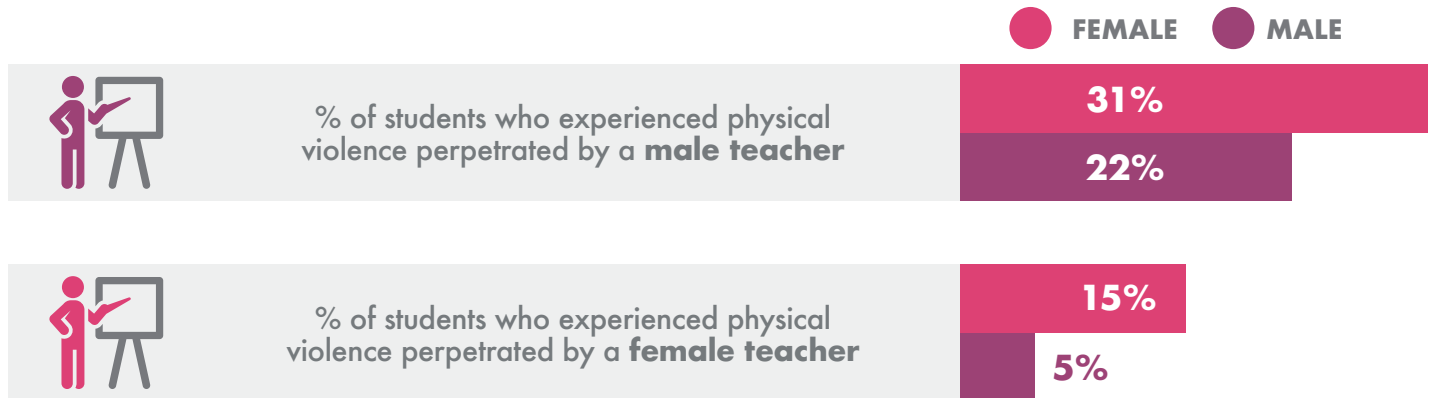 FEMALE MALE
% of students who experienced physical
violence perpetrated by a male teacher
31%
22%
% of students who experienced physical
violence perpetrated by a female teacher
15%
5%